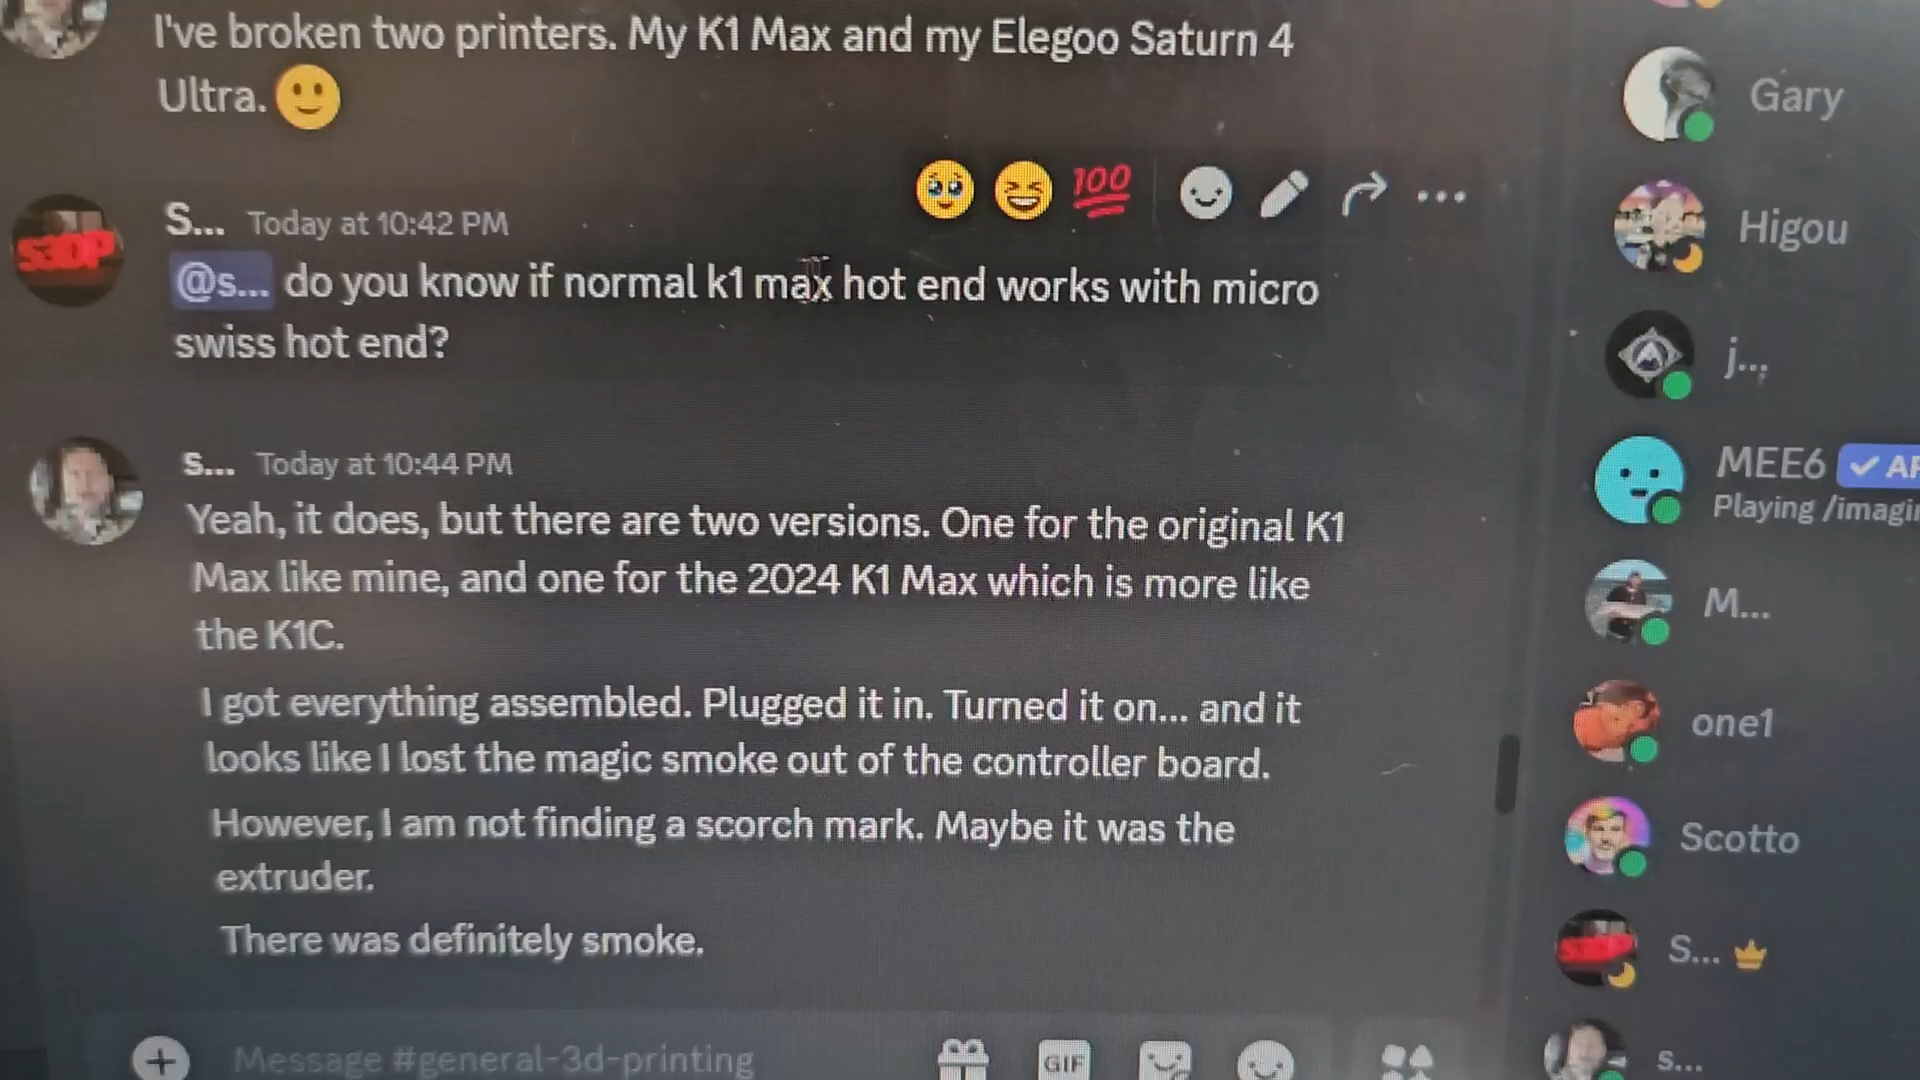 I've broken two printers. My K1 Max and my Elegoo Saturn 4
Ultra.
100
S... Today at 10:42 PM
@s... do you know if normal k1 max hot end works with micro
swiss hot end?
S3DP
s... Today at 10:44 PM
Yeah, it does, but there are two versions. One for the original K1
Max like mine, and one for the 2024 K1 Max which is more like
the K1C.
I got everything assembled. Plugged it in. Turned it on... and it
looks like I lost the magic smoke out of the controller board.
However, I am not finding a scorch mark. Maybe it was the
extruder.
There was definitely smoke.
Message #general-3d-printing
GIF
Gary
Higou
j...
MEE6
Playing /imagin
M...
one1
Scotto
S...
s...